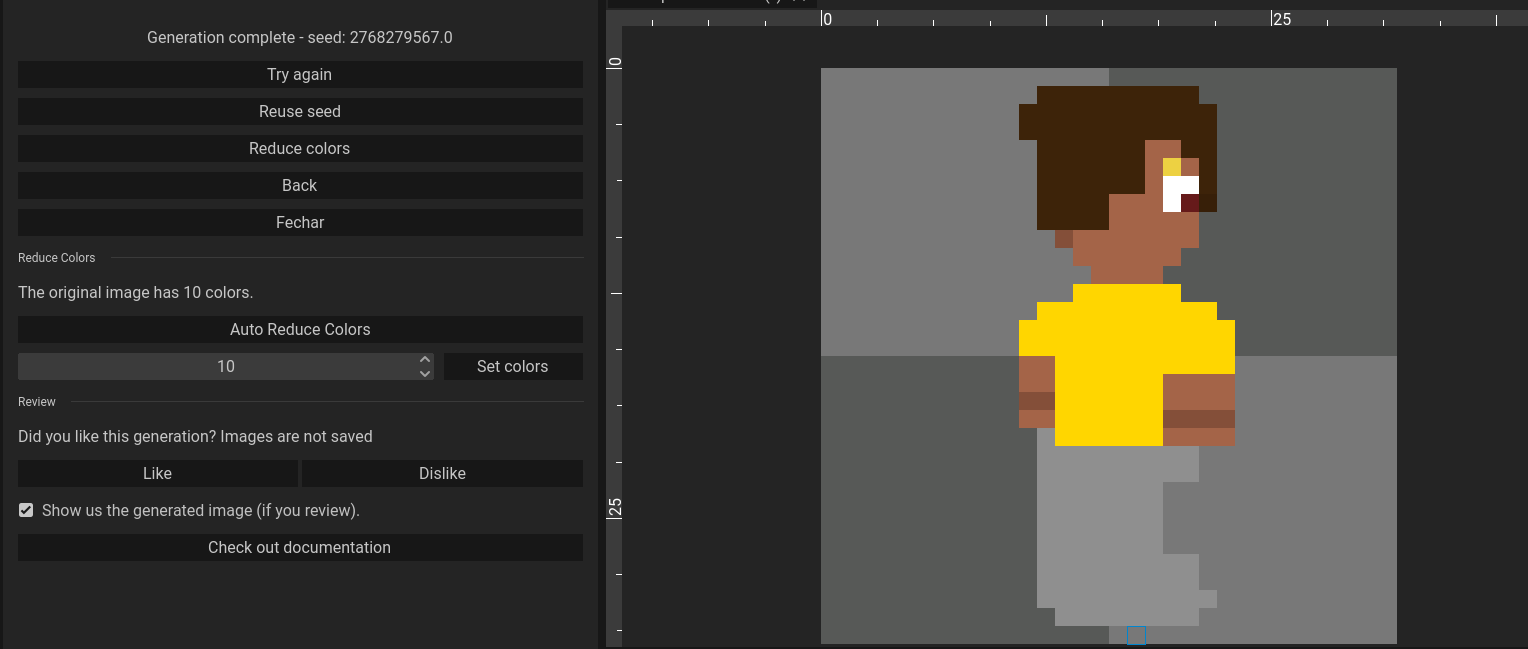 Generation complete - seed: 2768279567.0
Try again
Reuse seed
Reduce colors
Back
Fechar
Reduce Colors
The original image has 10 colors.
Auto Reduce Colors
10
Set colors
Review
Did you like this generation? Images are not saved
Like
Dislike
Show us the generated image (if you review).
Check out documentation
0
25
0
25